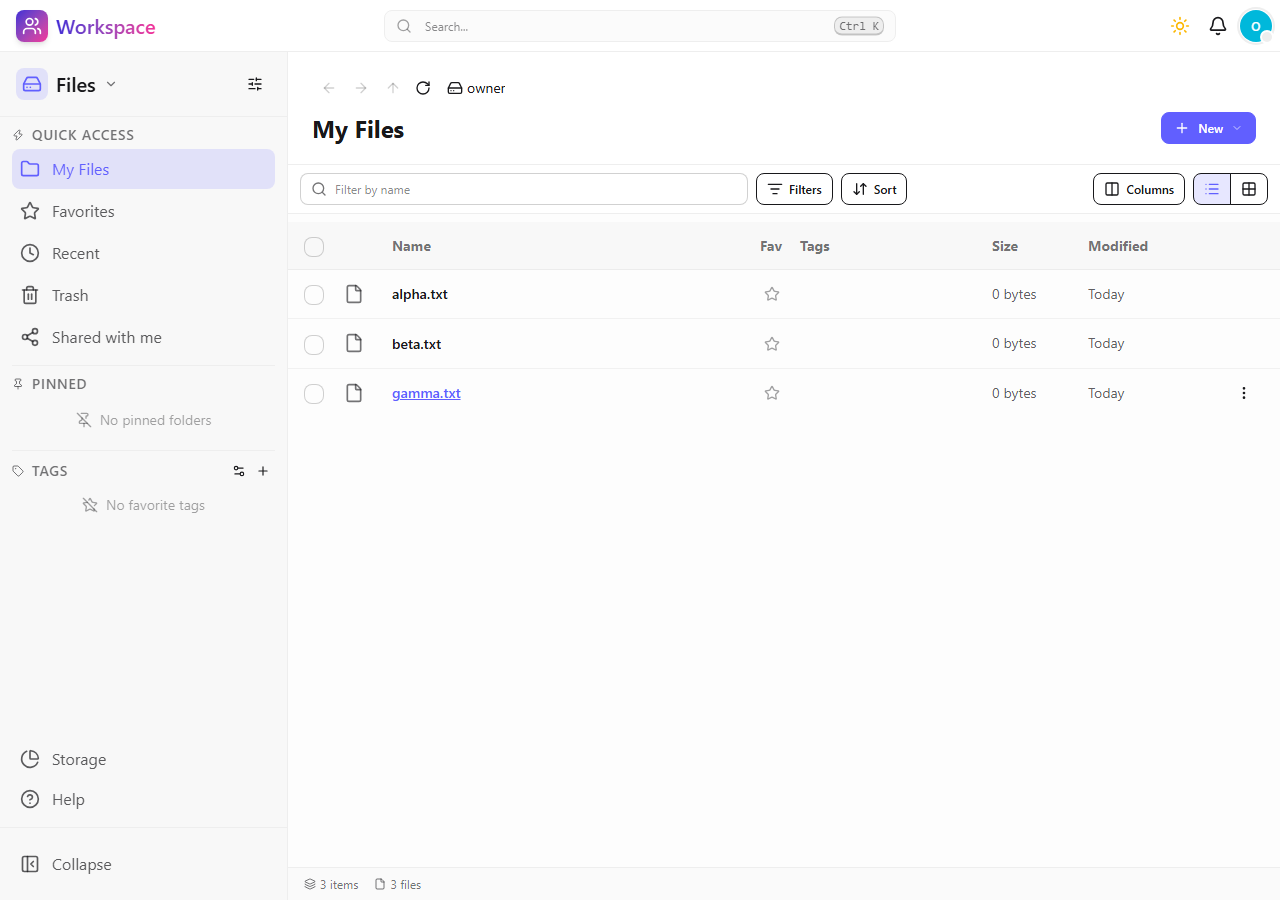 Workspace
Search...
Ctrl K
O
Files
owner
QUICK ACCESS
My Files
New
My Files
Filter by name
Filters
Sort
Columns
Favorites
Recent
Trash
Shared with me
Name
Fav
Tags
Size
Modified
alpha.txt
0 bytes
Today
beta.txt
0 bytes
Today
gamma.txt
0 bytes
Today
PINNED
No pinned folders
TAGS
No favorite tags
Storage
Help
Collapse
3 items
3 files